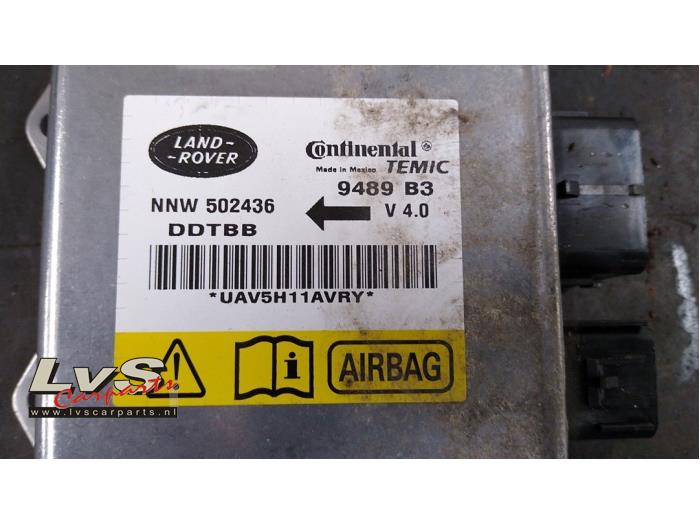 LAND-
-ROVER
Continental
Made in Mexico TEMIC
9489 B3
NNW 502436
V 4.0
DDTBB
*UAV5H11AVRY*
i AIRBAG
LvS
Carparts
www.lvscarparts.nl